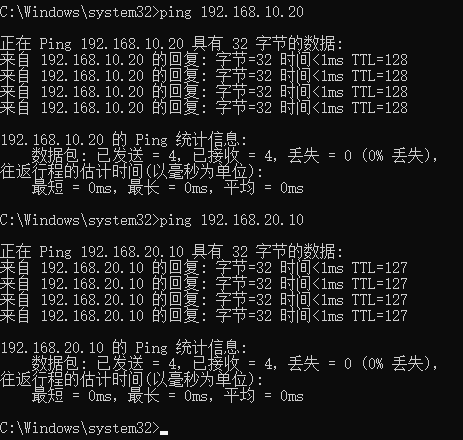 C:\Windows\system32>ping 192.168.10.20
正在 Ping 192.168.10.20 具有 32 字节的数据:
来自 192.168.10.20 的回复: 字节=32 时间<1ms TTL=128
来自 192.168.10.20 的回复: 字节=32 时间<1ms TTL=128
来自 192.168.10.20 的回复: 字节=32 时间<1ms TTL=128
来自 192.168.10.20 的回复: 字节=32 时间<1ms TTL=128
192.168.10.20 的 Ping 统计信息:
数据包: 已发送 = 4，已接收 = 4，丢失 = 0 (0% 丢失)，
往返行程的估计时间(以毫秒为单位):
最短 = 0ms，最长 = 0ms，平均 = 0ms
C:\Windows\system32>ping 192.168.20.10
正在 Ping 192.168.20.10 具有 32 字节的数据:
来自 192.168.20.10 的回复: 字节=32 时间<1ms TTL=127
来自 192.168.20.10 的回复: 字节=32 时间<1ms TTL=127
来自 192.168.20.10 的回复: 字节=32 时间<1ms TTL=127
来自 192.168.20.10 的回复: 字节=32 时间<1ms TTL=127
192.168.20.10 的 Ping 统计信息:
数据包: 已发送 = 4，已接收 = 4，丢失 = 0 (0% 丢失)，
往返行程的估计时间(以毫秒为单位):
最短 = 0ms，最长 = 0ms，平均 = 0ms
C:\Windows\system32>